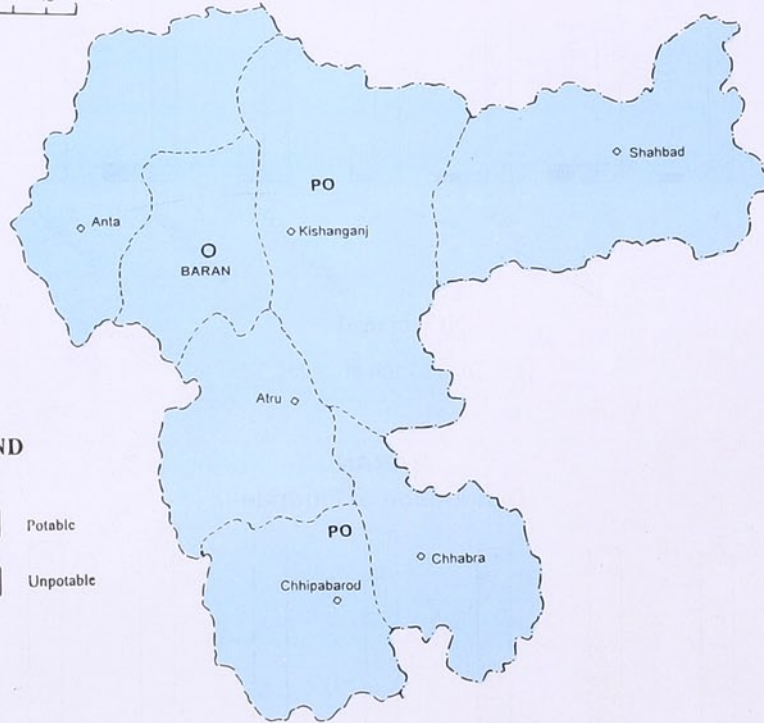 Shahbad
PO
Anta
Kishanganj
BARAN
Atru
ND
Potable
PO
Chhabra
Unpotable
Chhipabarod